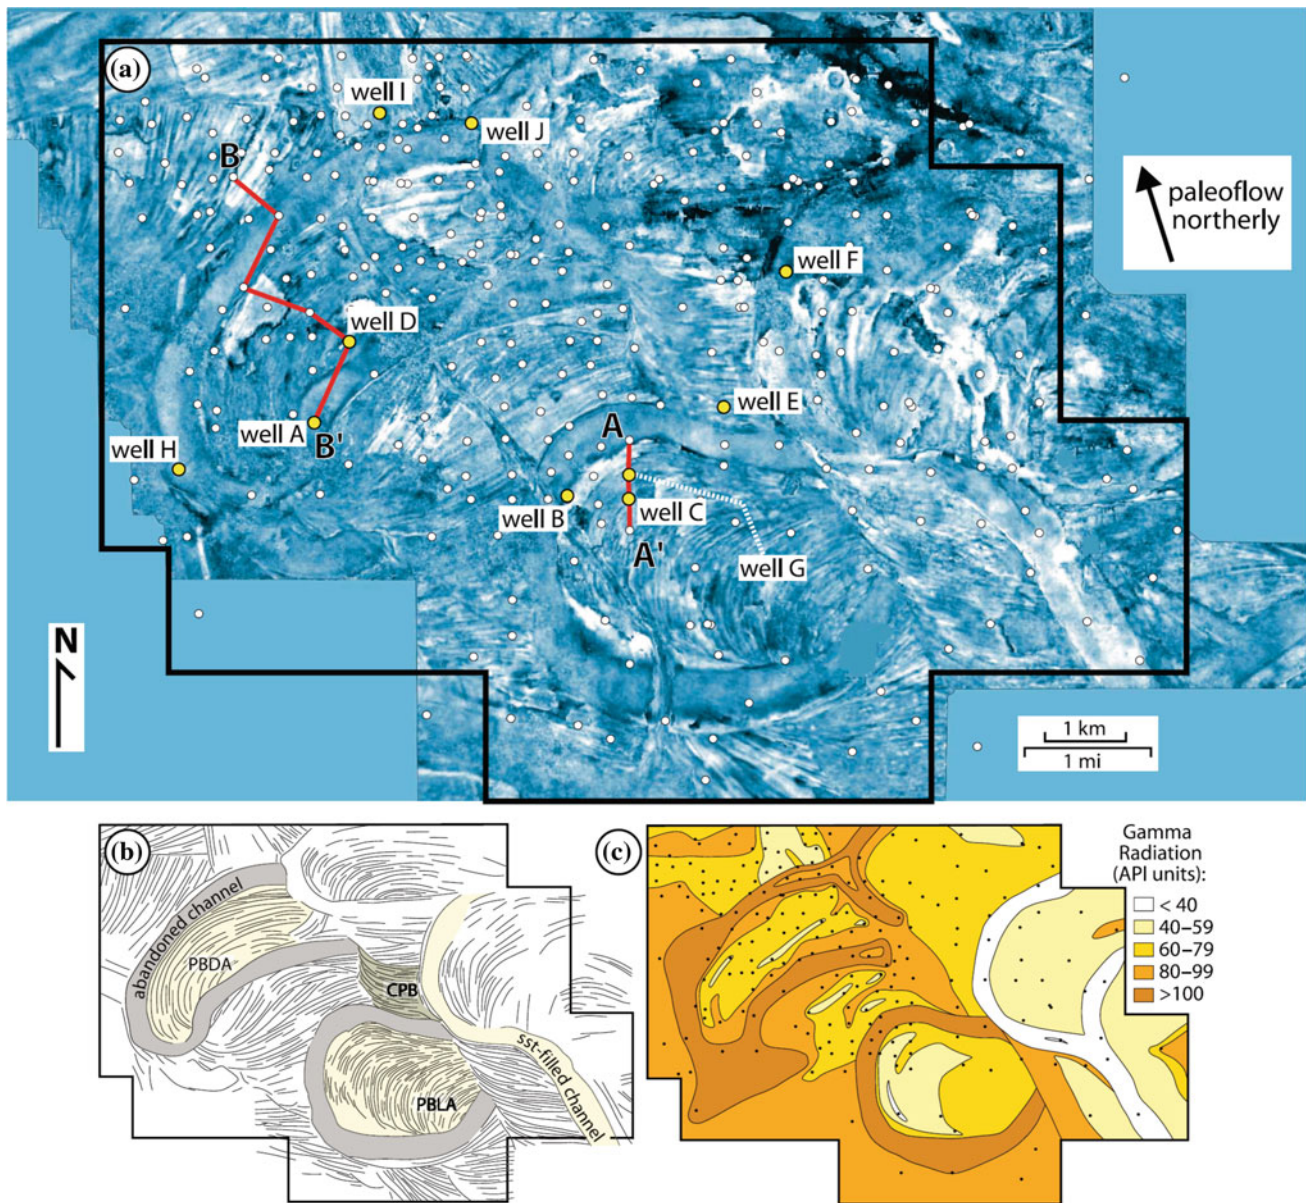 (a)
well I
well J
B
paleoflow
northerly
well F
well D
well E
A
well A
B'
well H
well B
well C
A'
well G
N
1 km
1 mi
(b)
abandoned channel
PBDA
CPB
sst-filled channel
PBLA
(c)
Gamma
Radiation
(API units):
< 40
40–59
60–79
80–99
>100